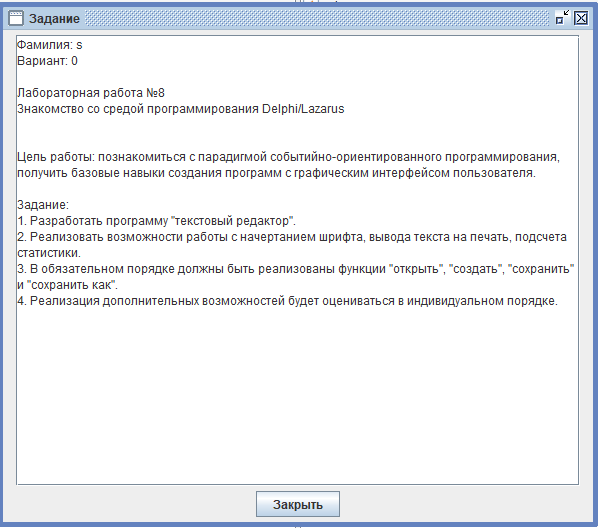 Задание
Фамилия: s
Вариант: 0
Лабораторная работа №8
Знакомство со средой программирования Delphi/Lazarus
Цель работы: познакомиться с парадигмой событийно-ориентированного программирования,
получить базовые навыки создания программ с графическим интерфейсом пользователя.
Задание:
1. Разработать программу "текстовый редактор".
2. Реализовать возможности работы с начертанием шрифта, вывода текста на печать, подсчета
статистики.
3. В обязательном порядке должны быть реализованы функции "открыть", "создать", "сохранить"
и "сохранить как".
4. Реализация дополнительных возможностей будет оцениваться в индивидуальном порядке.
Закрыть